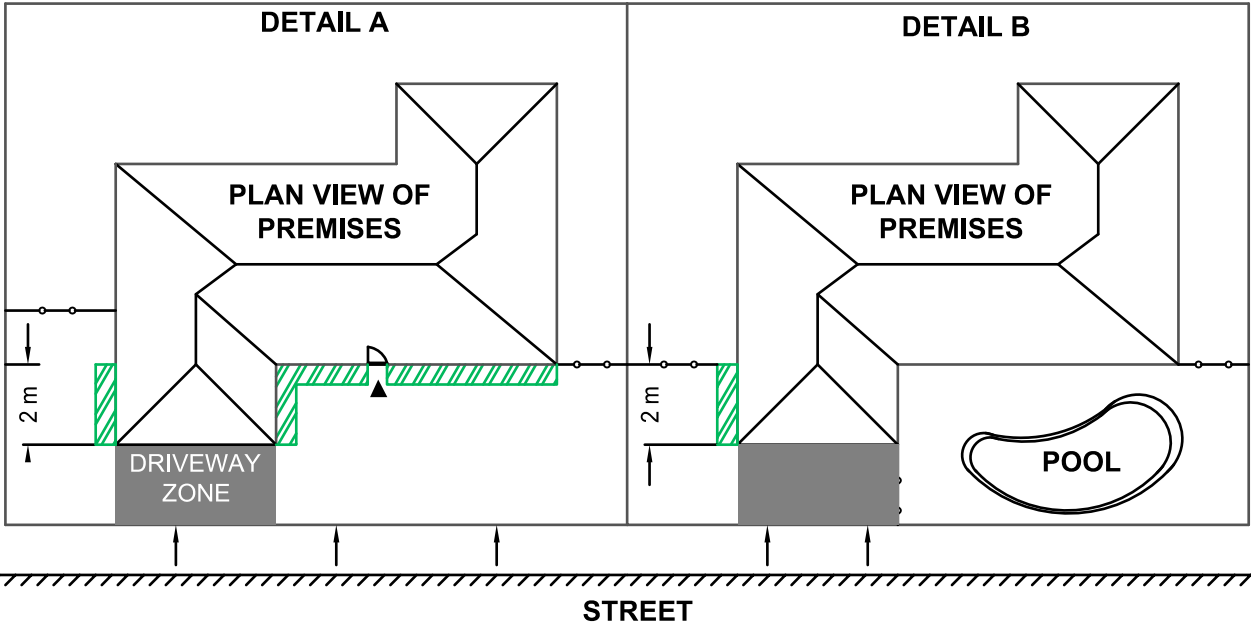 DETAIL A
DETAIL B
PLAN VIEW OF
PREMISES
PLAN VIEW OF
PREMISES
2 m
2 m
DRIVEWAY
ZONE
POOL
STREET